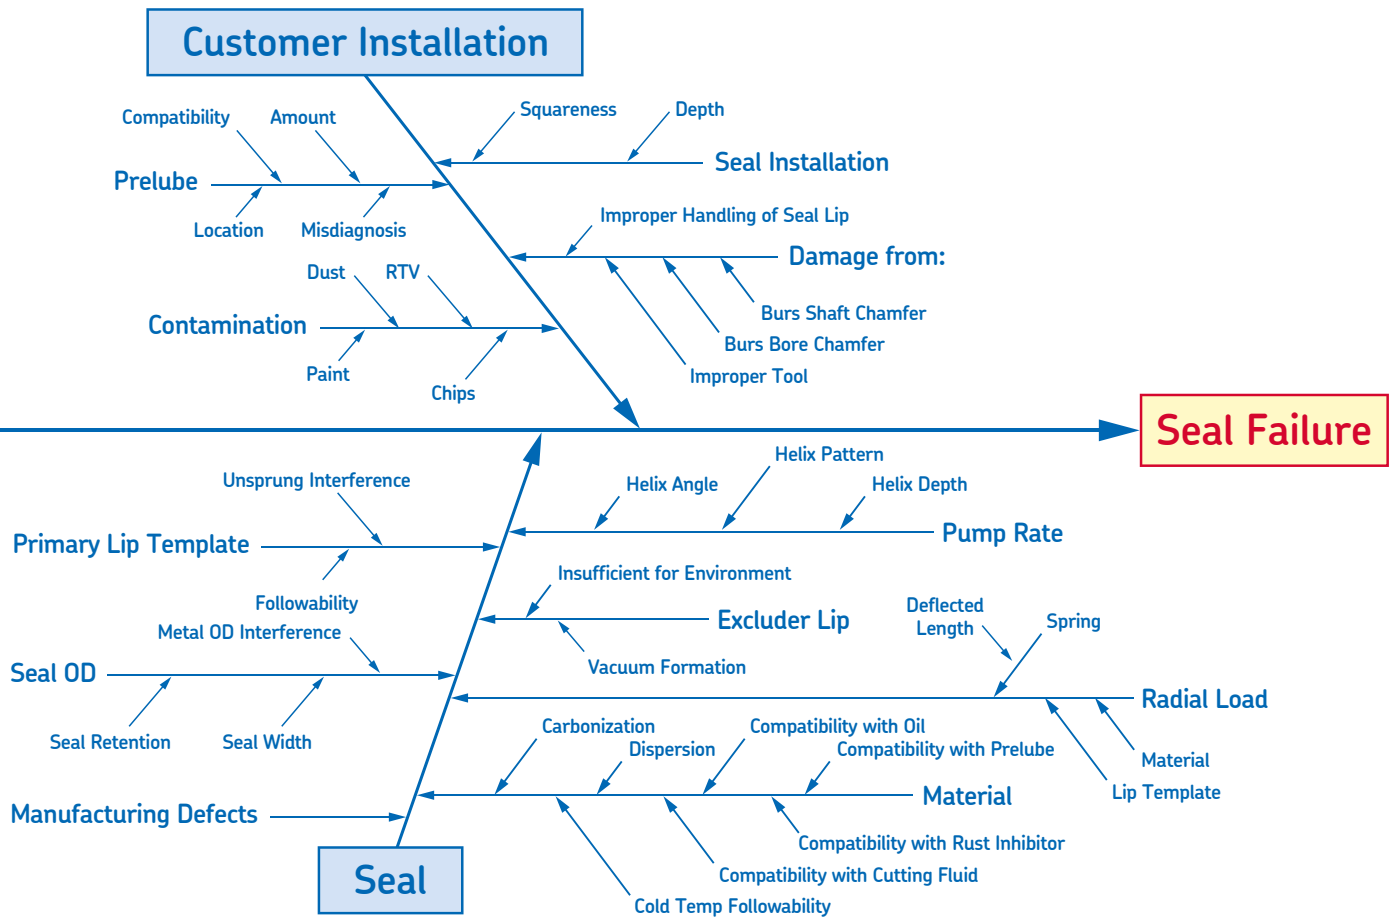 Customer Installation
Squareness
Depth
Compatibility
Amount
Seal Installation
Prelube
Location
Misdiagnosis
Improper Handling of Seal Lip
Damage from:
Dust
RTV
Burs Shaft Chamfer
Contamination
Burs Bore Chamfer
Paint
Improper Tool
Chips
Seal Failure
Helix Pattern
Unsprung Interference
Helix Angle
Helix Depth
Primary Lip Template
Pump Rate
Insufficient for Environment
Followability
Deflected
Length
Excluder Lip
Spring
Metal OD Interference
Vacuum Formation
Seal OD
Radial Load
Seal Retention
Seal Width
Carbonization
Compatibility with Oil
Dispersion
Compatibility with Prelube
Material
Lip Template
Material
Manufacturing Defects
Compatibility with Rust Inhibitor
Seal
Compatibility with Cutting Fluid
Cold Temp Followability